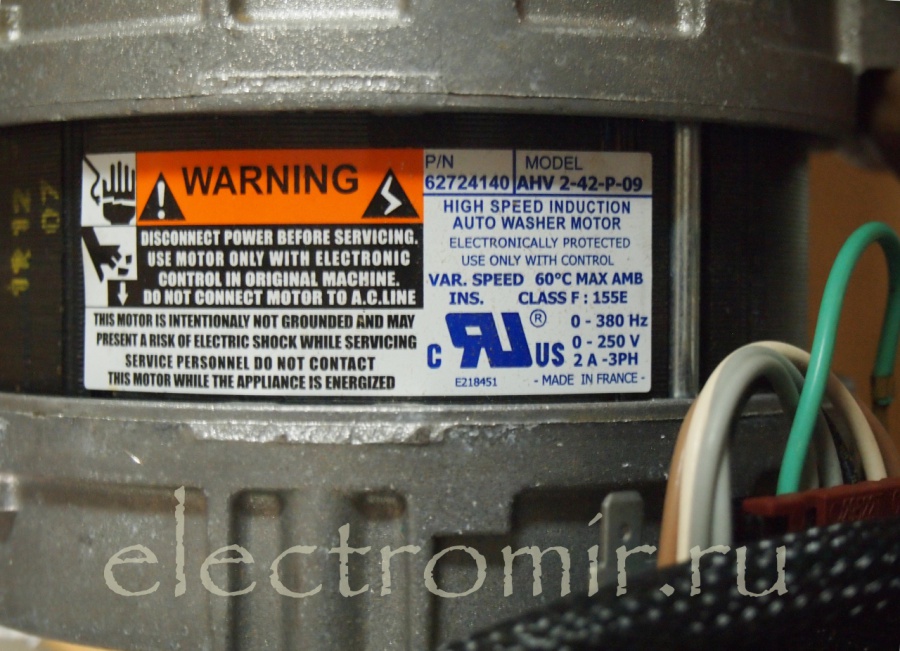 WARNING
DISCONNECT POWER BEFORE SERVICING.
USE MOTOR ONLY WITH ELECTRONIC
CONTROL IN ORIGINAL MACHINE.
DO NOT CONNECT MOTOR TO A.C.LINE
THIS MOTOR IS INTENTIONALY NOT GROUNDED AND MAY
PRESENT A RISK OF ELECTRIC SHOCK WHILE SERVICING
SERVICE PERSONNEL DO NOT CONTACT
THIS MOTOR WHILE THE APPLIANCE IS ENERGIZED
P/N MODEL
62724140 AHV 2-42-P-09
HIGH SPEED INDUCTION
AUTO WASHER MOTOR
ELECTRONICALLY PROTECTED
USE ONLY WITH CONTROL
VAR. SPEED 60°C MAX AMB
INS. CLASS F : 155E
c RU ® US
0 - 380 Hz
0 - 250 V
2 A -3PH
E218451 - MADE IN FRANCE -
electromir.ru